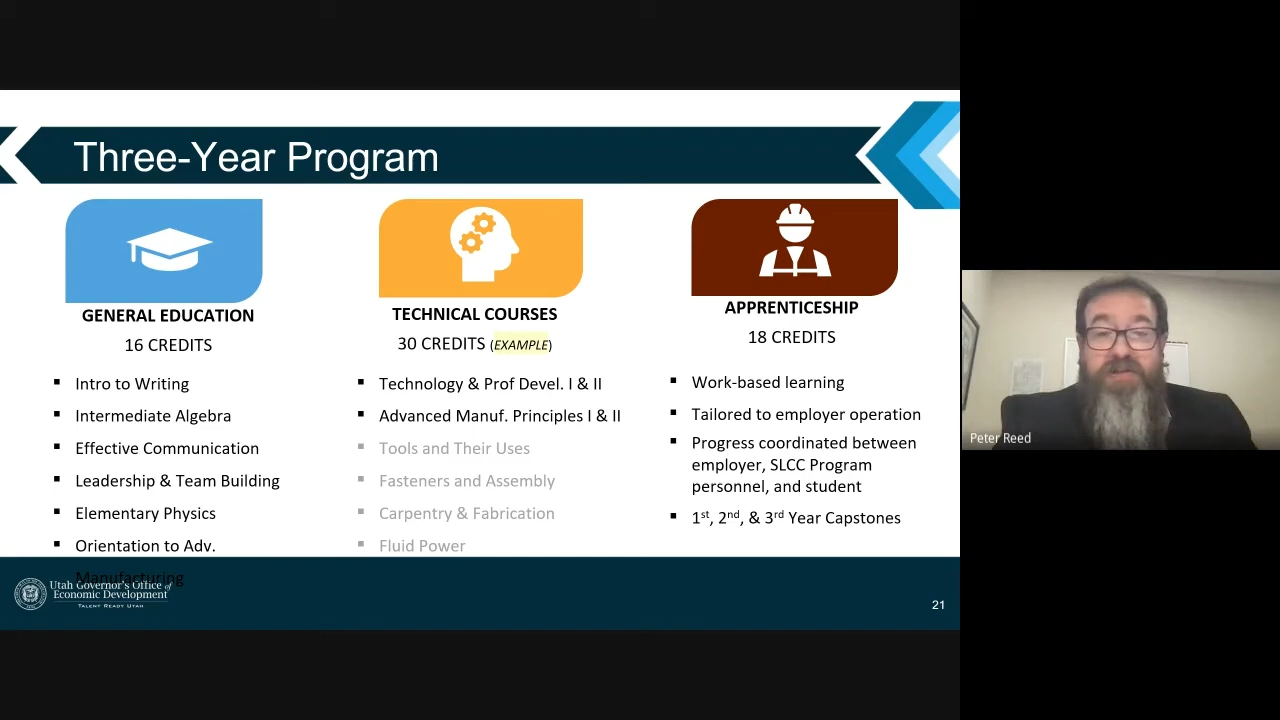 Three-Year Program
GENERAL EDUCATION
16 CREDITS
Intro to Writing
Intermediate Algebra
Effective Communication
Leadership & Team Building
Elementary Physics
Orientation to Adv.
Manufacturing
TECHNICAL COURSES
30 CREDITS (EXAMPLE)
Technology & Prof Devel. I & II
Advanced Manuf. Principles I & II
Tools and Their Uses
Fasteners and Assembly
Carpentry & Fabrication
Fluid Power
APPRENTICESHIP
18 CREDITS
Work-based learning
Tailored to employer operation
Progress coordinated between
employer, SLCC Program
personnel, and student
1st, 2nd, & 3rd Year Capstones
Utah Governor's Office of
Economic Development
TALENT READY UTAH
21
Peter Reed